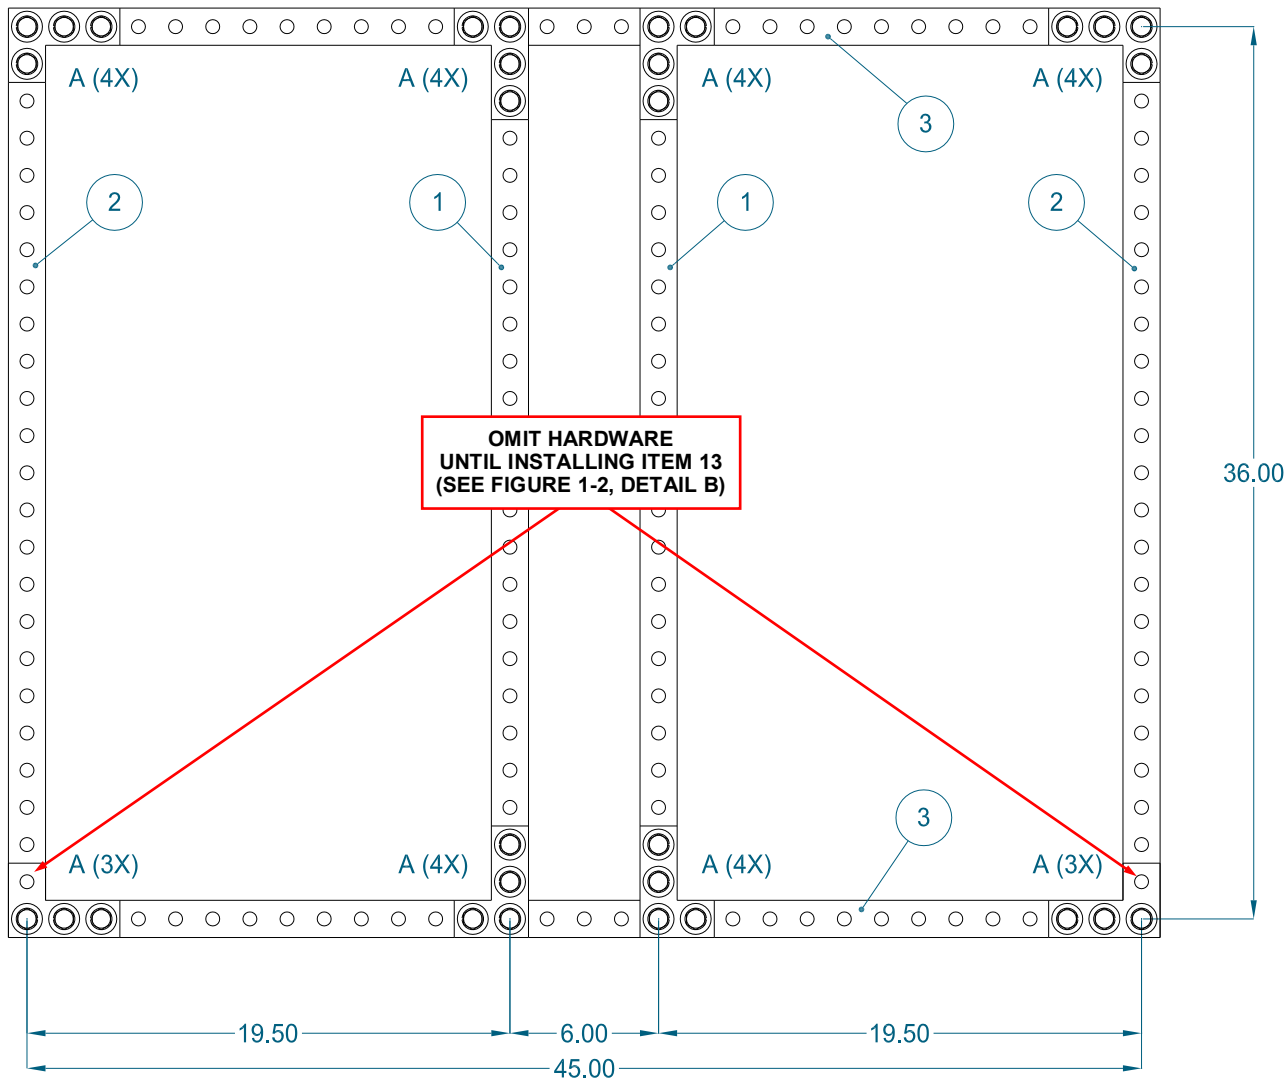 A (4X) A (4X) A (4X) A (4X)
3
2 1 1 2
OMIT HARDWARE
UNTIL INSTALLING ITEM 13
(SEE FIGURE 1-2, DETAIL B)
36.00
3
A (3X) A (4X) A (4X) A (3X)
19.50 6.00 19.50
45.00